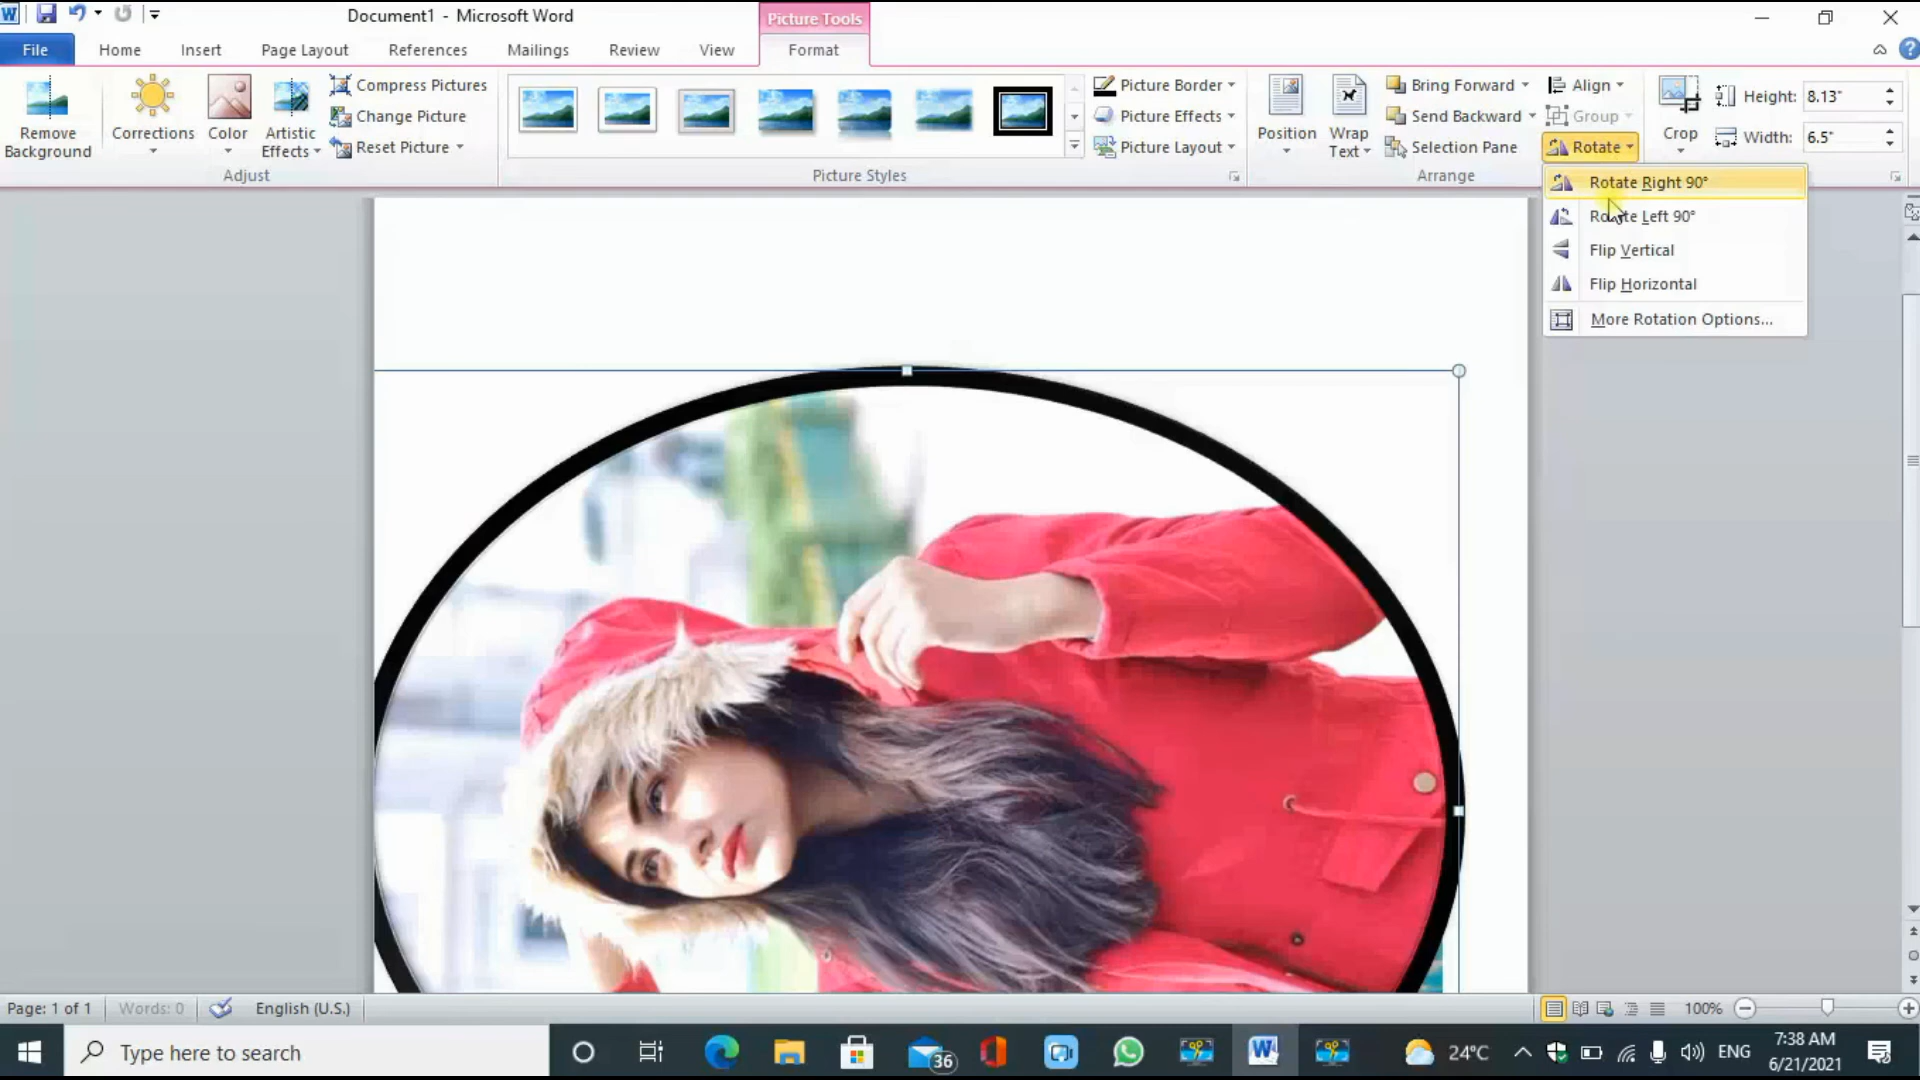 Document1 - Microsoft Word
Picture Tools
File Home Insert Page Layout References Mailings Review View Format
Remove Background
Corrections
Color
Artistic Effects
Compress Pictures
Change Picture
Reset Picture
Adjust
Picture Styles
Picture Border
Picture Effects
Picture Layout
Position
Wrap Text
Bring Forward
Send Backward
Selection Pane
Align
Group
Rotate
Arrange
Crop
Height: 8.13"
Width: 6.5"
Rotate Right 90°
Rotate Left 90°
Flip Vertical
Flip Horizontal
More Rotation Options...
Page: 1 of 1 Words: 0 English (U.S.) 100%
Type here to search
36
24°C ENG
7:38 AM
6/21/2021